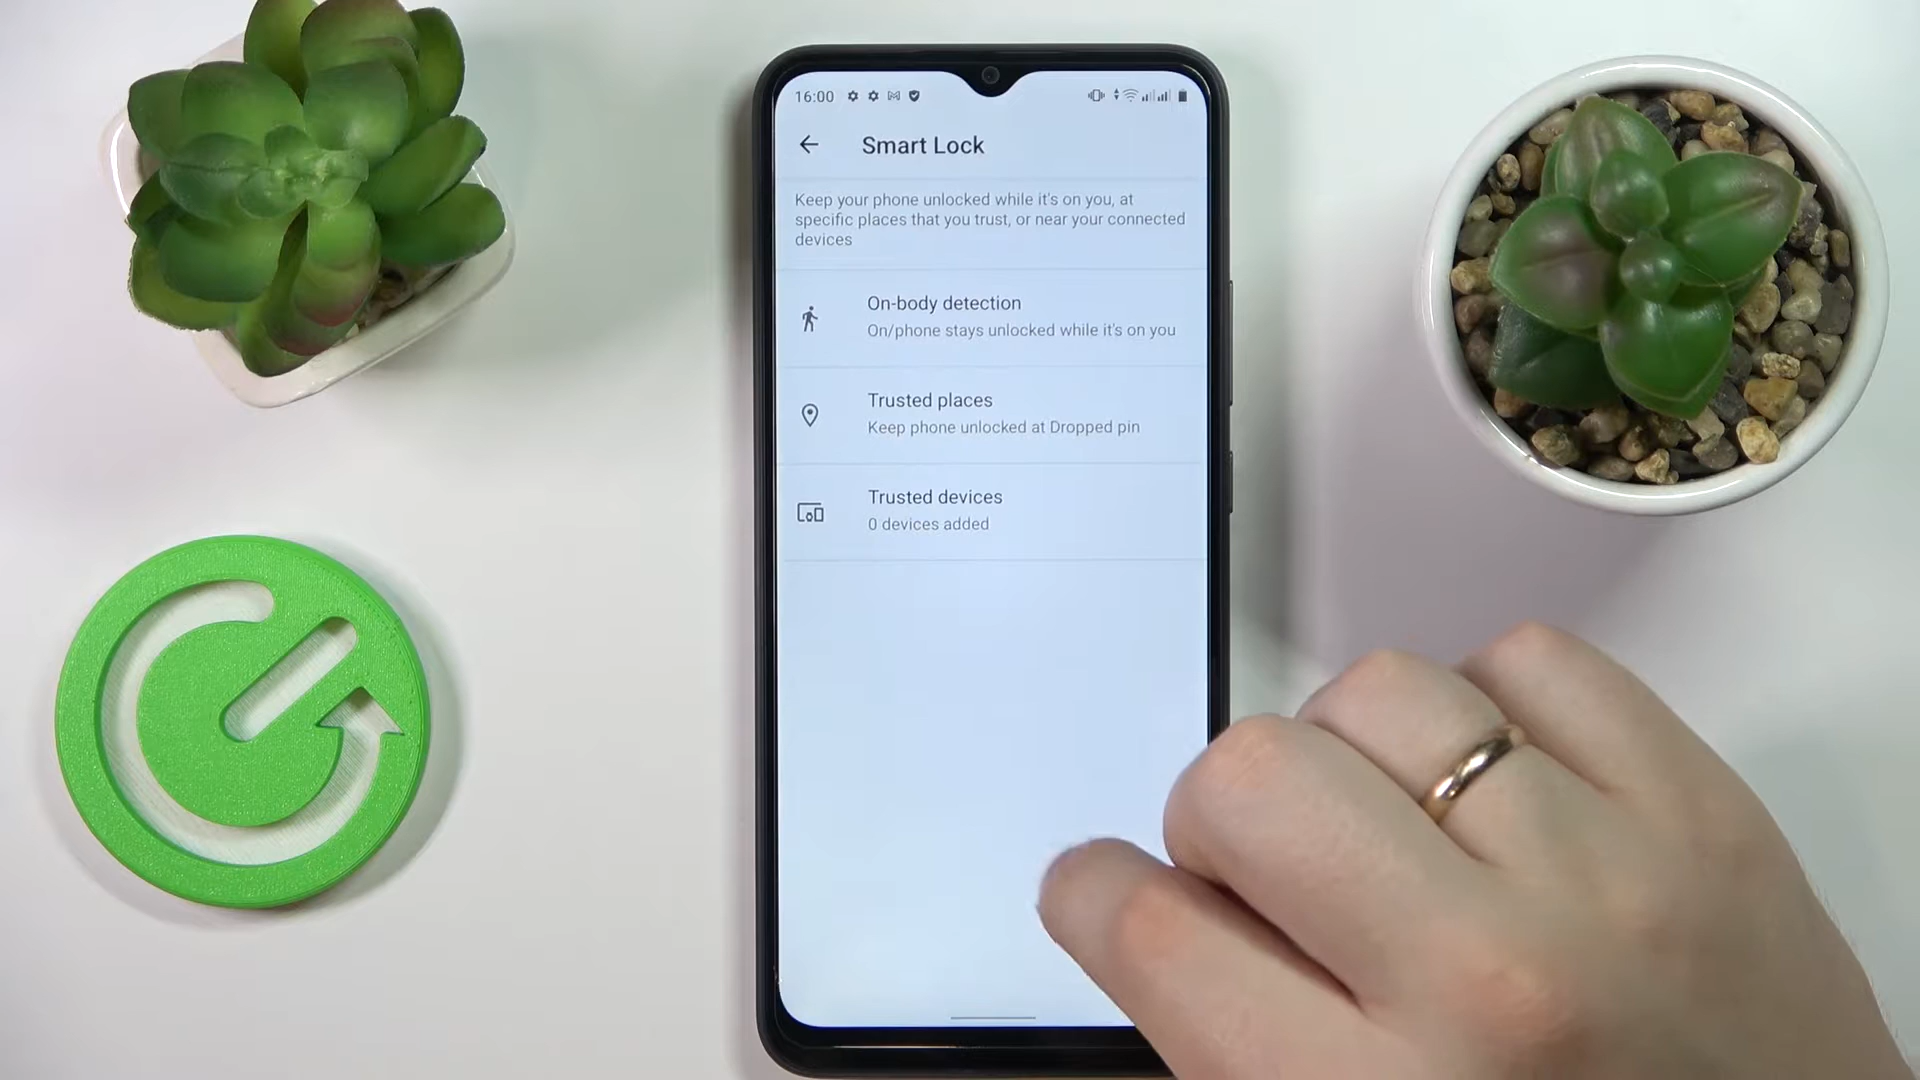 16:00
Smart Lock
Keep your phone unlocked while it's on you, at
specific places that you trust, or near your connected
devices
On-body detection
On/phone stays unlocked while it's on you
Trusted places
Keep phone unlocked at Dropped pin
Trusted devices
0 devices added